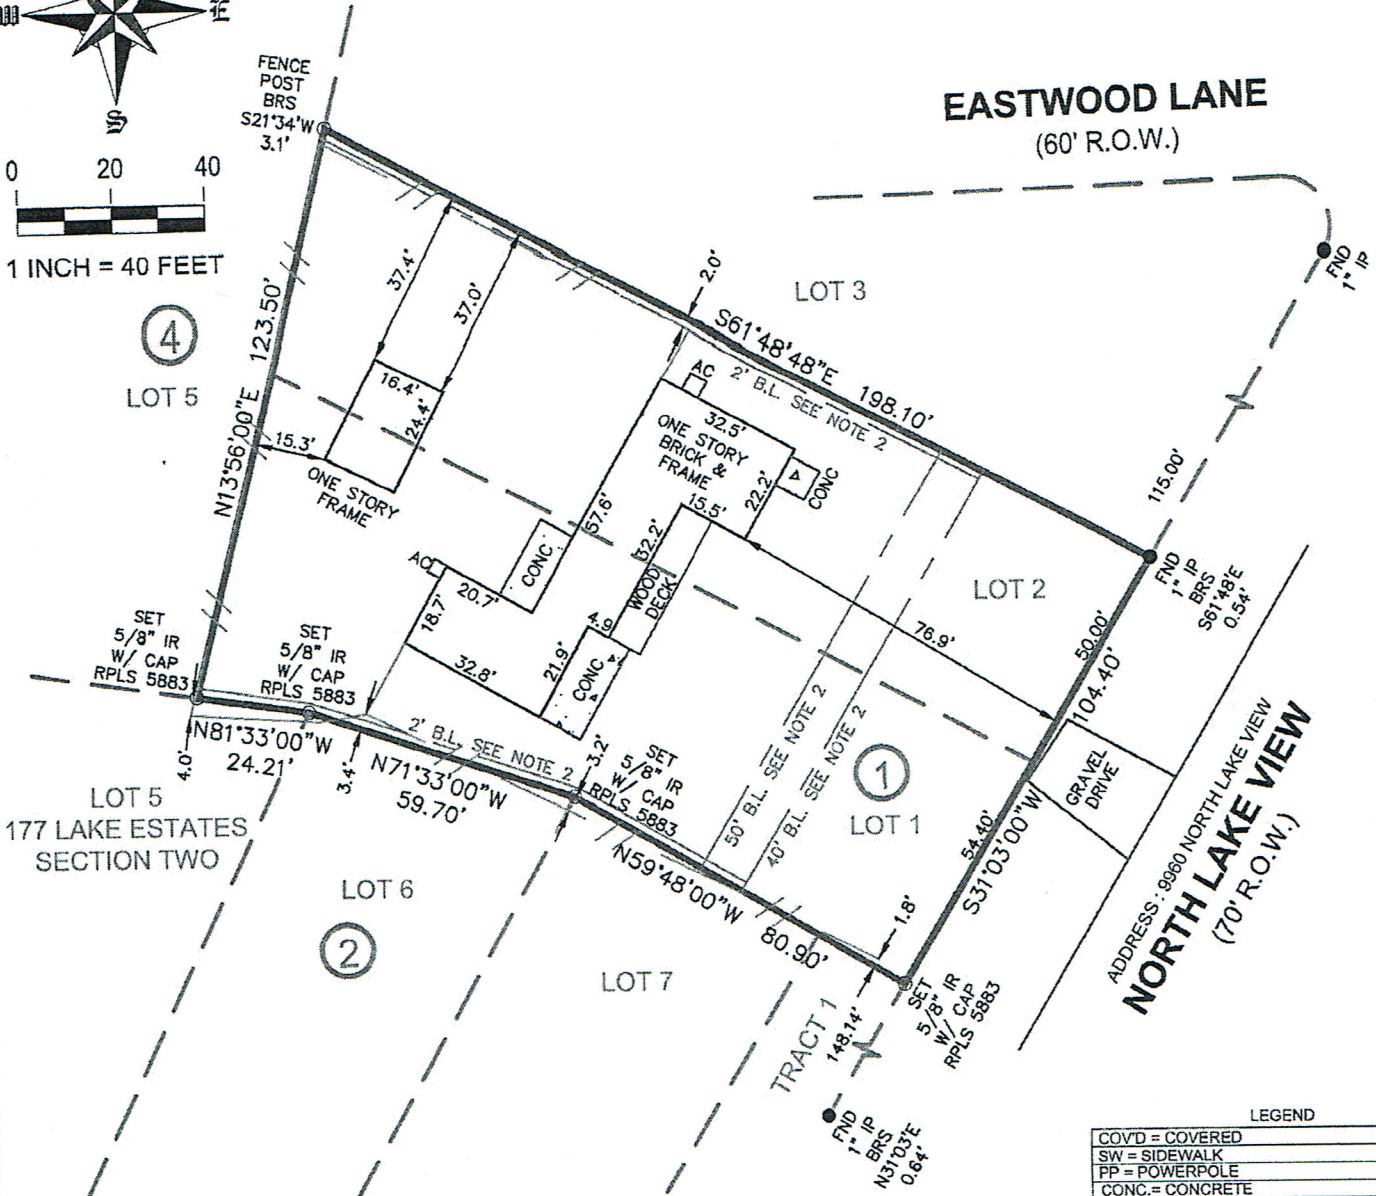 W
E
S
0 20 40
1 INCH = 40 FEET
FENCE
POST
BRS
S21°34'W
3.1'
EASTWOOD LANE
(60' R.O.W.)
FND
1" IP
LOT 3
2.0'
S61°48'48"E 198.10'
2' B.L. SEE NOTE 2
115.00'
37.4'
37.0'
4
LOT 5
123.50'
N13°56'00"E
16.4'
24.4'
15.3'
ONE STORY
FRAME
AC
32.5'
ONE STORY
BRICK &
FRAME
CONC
22.2'
15.5'
57.6'
32.2'
WOOD
DECK
CONC
AC
20.7'
18.7'
4.9
21.9'
CONC
32.8'
76.9'
LOT 2
FND
1" IP
BRS
S61°48'E
0.54'
50.00'
104.40'
54.40'
S31°03'00"W
GRAVEL
DRIVE
ADDRESS : 9960 NORTH LAKE VIEW
NORTH LAKE VIEW
(70' R.O.W.)
SET
5/8" IR
W/ CAP
RPLS 5883
SET
5/8" IR
W/ CAP
RPLS 5883
N81°33'00"W
24.21'
4.0'
3.4'
2' B.L. SEE NOTE 2
N71°33'00"W
59.70'
3.2'
SET
5/8" IR
W/ CAP
RPLS 5883
50' B.L. SEE NOTE 2
40' B.L. SEE NOTE 2
1
LOT 1
LOT 5
177 LAKE ESTATES
SECTION TWO
LOT 6
2
N59°48'00"W
80.90'
1.8'
LOT 7
TRACT 1
148.14'
SET
5/8" IR
W/ CAP
RPLS 5883
FND
1" IP
BRS
N31°03'E
0.64'
LEGEND
COV'D = COVERED
SW = SIDEWALK
PP = POWERPOLE
CONC.= CONCRETE